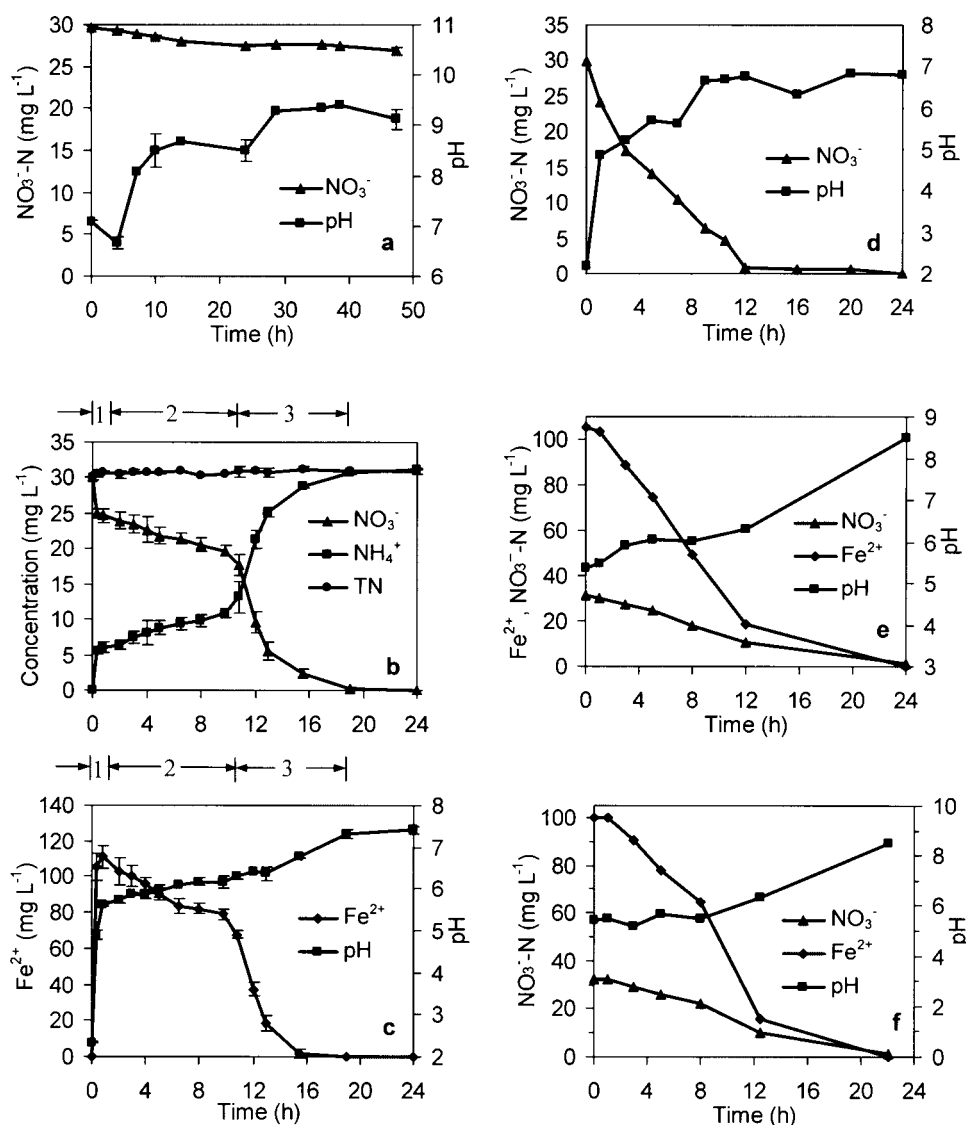 30
25
20
15
10
5
0
NO₃⁻-N (mg L⁻¹)
11
10
9
8
7
6
pH
NO₃⁻
pH
a
0 10 20 30 40 50
Time (h)
40
35
30
25
20
15
10
5
0
NO₃⁻-N (mg L⁻¹)
8
7
6
5
4
3
2
pH
NO₃⁻
pH
d
0 4 8 12 16 20 24
Time (h)
1 2 3
35
30
25
20
15
10
5
0
Concentration (mg L⁻¹)
NO₃⁻
NH₄⁺
TN
b
0 4 8 12 16 20 24
Time (h)
100
80
60
40
20
0
Fe²⁺, NO₃⁻-N (mg L⁻¹)
9
8
7
6
5
4
3
pH
NO₃⁻
Fe²⁺
pH
e
0 4 8 12 16 20 24
Time (h)
1 2 3
140
120
100
80
60
40
20
0
Fe²⁺ (mg L⁻¹)
8
7
6
5
4
3
2
pH
Fe²⁺
pH
c
0 4 8 12 16 20 24
Time (h)
100
80
60
40
20
0
NO₃⁻-N (mg L⁻¹)
10
8
6
4
2
0
pH
NO₃⁻
Fe²⁺
pH
f
0 4 8 12 16 20 24
Time (h)